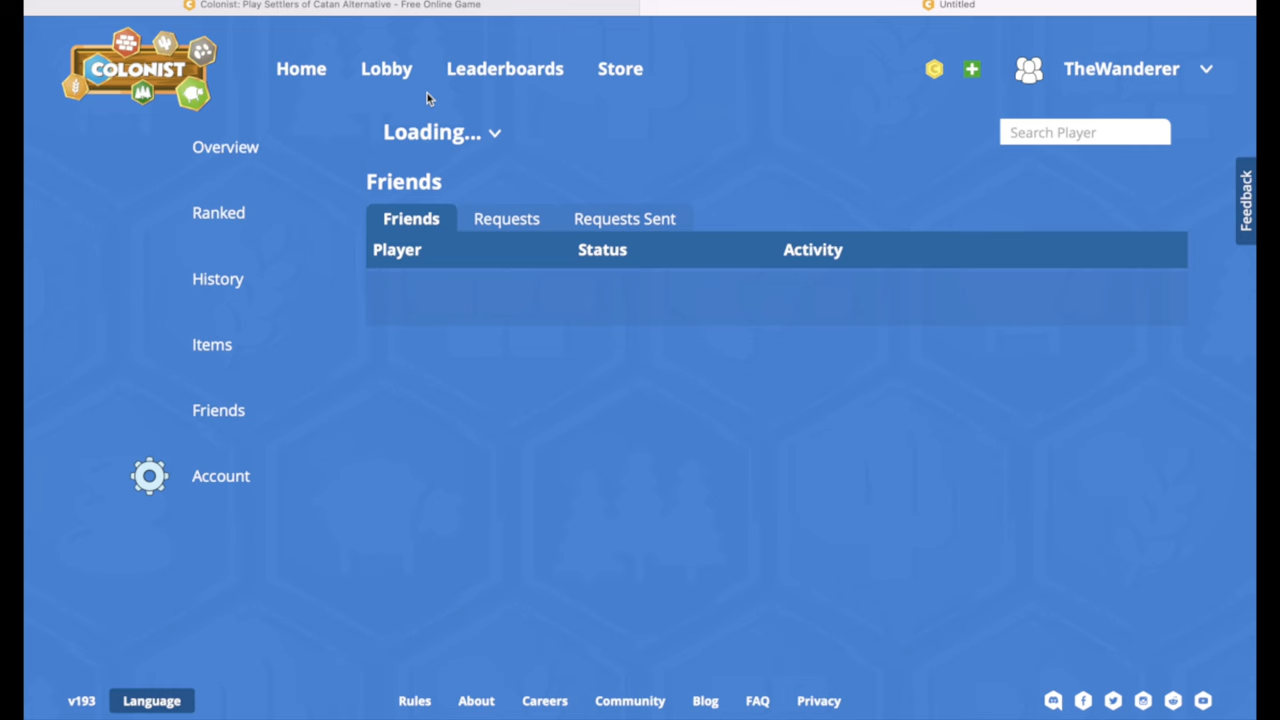 Colonist: Play Settlers of Catan Alternative - Free Online Game
Untitled
COLONIST
Home
Lobby
Leaderboards
Store
TheWanderer
Loading...
Search Player
Overview
Ranked
History
Items
Friends
Account
Friends
Friends
Requests
Requests Sent
Player
Status
Activity
Feedback
v193
Language
Rules
About
Careers
Community
Blog
FAQ
Privacy